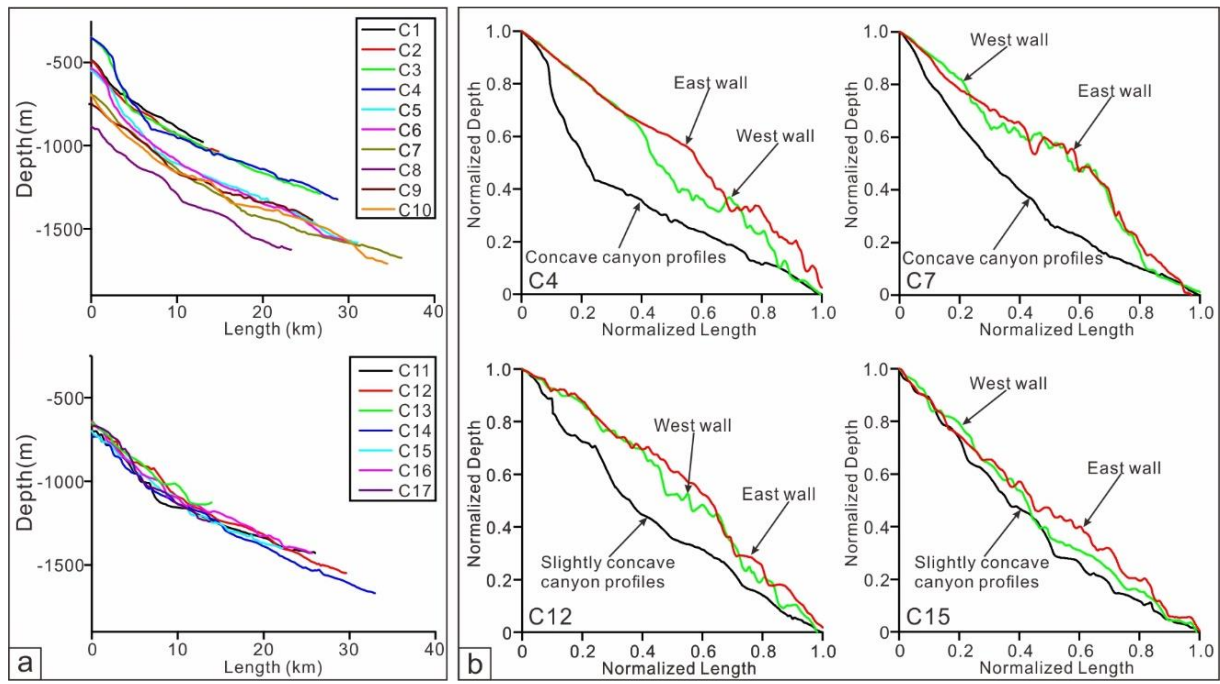 -500
-1000
-1500
Depth(m)
0
10
20
30
40
Length (km)
C1
C2
C3
C4
C5
C6
C7
C8
C9
C10
-500
-1000
-1500
Depth(m)
0
10
20
30
40
Length (km)
C11
C12
C13
C14
C15
C16
C17
a
1.0
0.8
0.6
0.4
0.2
0
Normalized Depth
East wall
West wall
Concave canyon profiles
C4
0
0.2
0.4
0.6
0.8
1.0
Normalized Length
1.0
0.8
0.6
0.4
0.2
0
Normalized Depth
West wall
East wall
Concave canyon profiles
C7
0
0.2
0.4
0.6
0.8
1.0
Normalized Length
1.0
0.8
0.6
0.4
0.2
0
Normalized Depth
West wall
East wall
Slightly concave
canyon profiles
C12
0
0.2
0.4
0.6
0.8
1.0
Normalized Length
1.0
0.8
0.6
0.4
0.2
0
Normalized Depth
West wall
East wall
Slightly concave
canyon profiles
C15
0
0.2
0.4
0.6
0.8
1.0
Normalized Length
b